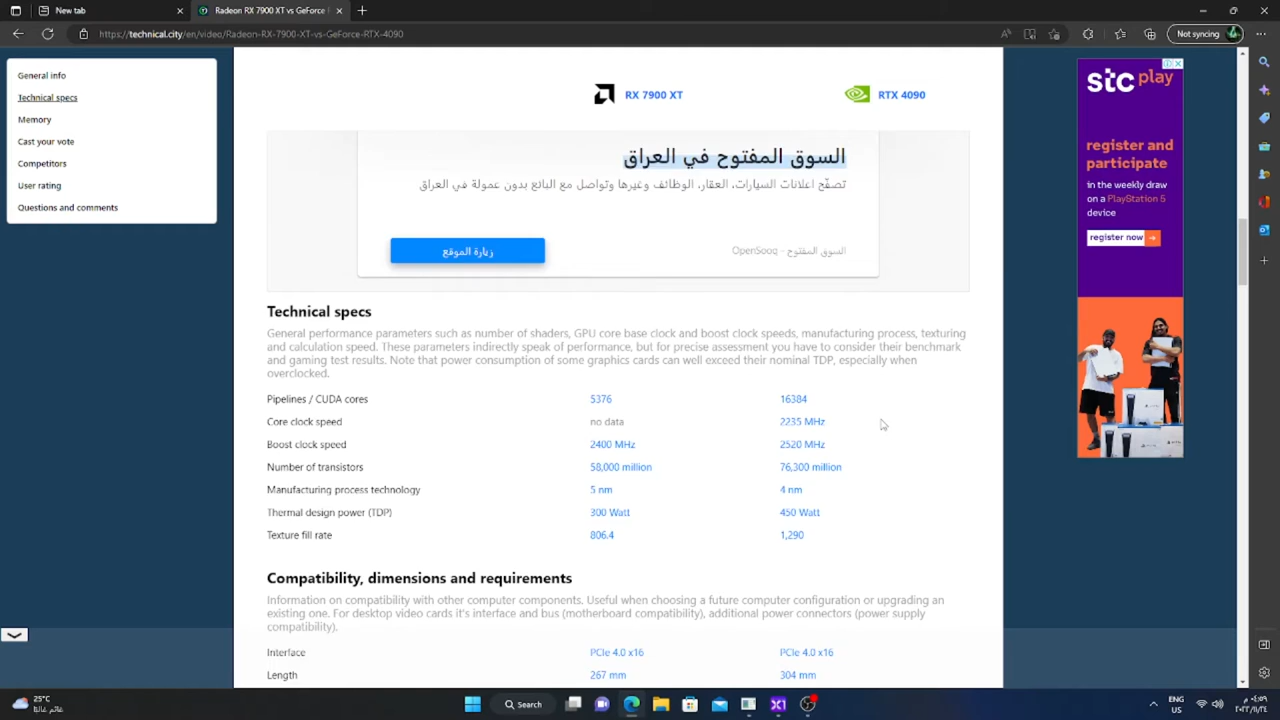 New tab
Radeon RX 7900 XT vs GeForce
https://technical.city/en/video/Radeon-RX-7900-XT-vs-GeForce-RTX-4090
Not syncing
General info
Technical specs
Memory
Cast your vote
Competitors
User rating
Questions and comments
RX 7900 XT
RTX 4090
السوق المفتوح في العراق
تصفّح اعلانات السيارات، العقار، الوظائف وغيرها وتواصل مع البائع بدون عمولة في العراق
زيارة الموقع
السوق المفتوح - OpenSooq
Technical specs
General performance parameters such as number of shaders, GPU core base clock and boost clock speeds, manufacturing process, texturing
and calculation speed. These parameters indirectly speak of performance, but for precise assessment you have to consider their benchmark
and gaming test results. Note that power consumption of some graphics cards can well exceed their nominal TDP, especially when
overclocked.
Pipelines / CUDA cores 5376 16384
Core clock speed no data 2235 MHz
Boost clock speed 2400 MHz 2520 MHz
Number of transistors 58,000 million 76,300 million
Manufacturing process technology 5 nm 4 nm
Thermal design power (TDP) 300 Watt 450 Watt
Texture fill rate 806.4 1,290
Compatibility, dimensions and requirements
Information on compatibility with other computer components. Useful when choosing a future computer configuration or upgrading an
existing one. For desktop video cards it's interface and bus (motherboard compatibility), additional power connectors (power supply
compatibility).
Interface PCIe 4.0 x16 PCIe 4.0 x16
Length 267 mm 304 mm
stc play
register and
participate
in the weekly draw
on a PlayStation 5
device
register now
25°C
Search
ENG
US